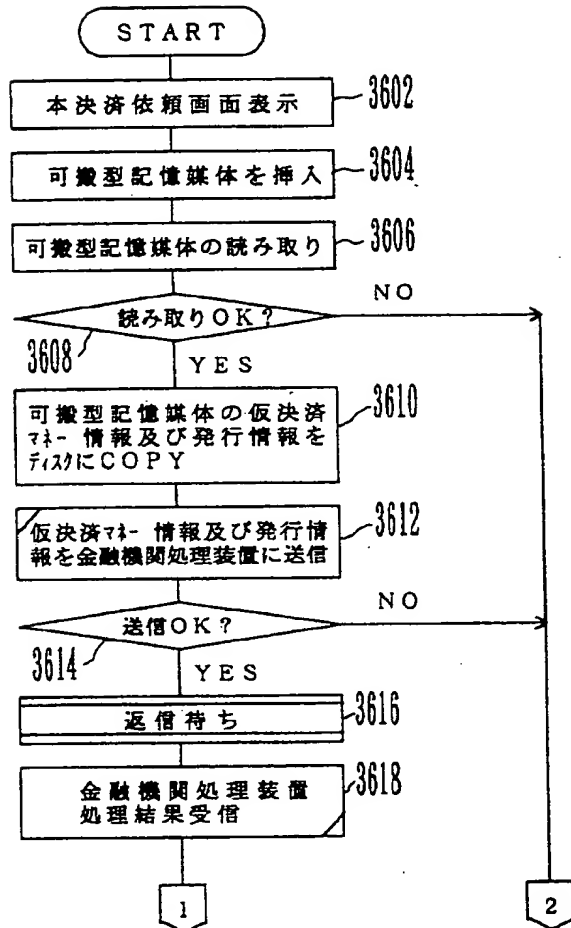 START
本決済依頼画面表示
3602
可搬型記憶媒体を挿入
3604
可搬型記憶媒体の読み取り
3606
読み取りOK?
NO
3608
YES
可搬型記憶媒体の仮決済
マネー情報及び発行情報を
ディスクにCOPY
3610
仮決済マネー情報及び発行情
報を金融機関処理装置に送信
3612
送信OK?
NO
3614
YES
返信待ち
3616
金融機関処理装置
処理結果受信
3618
1
2